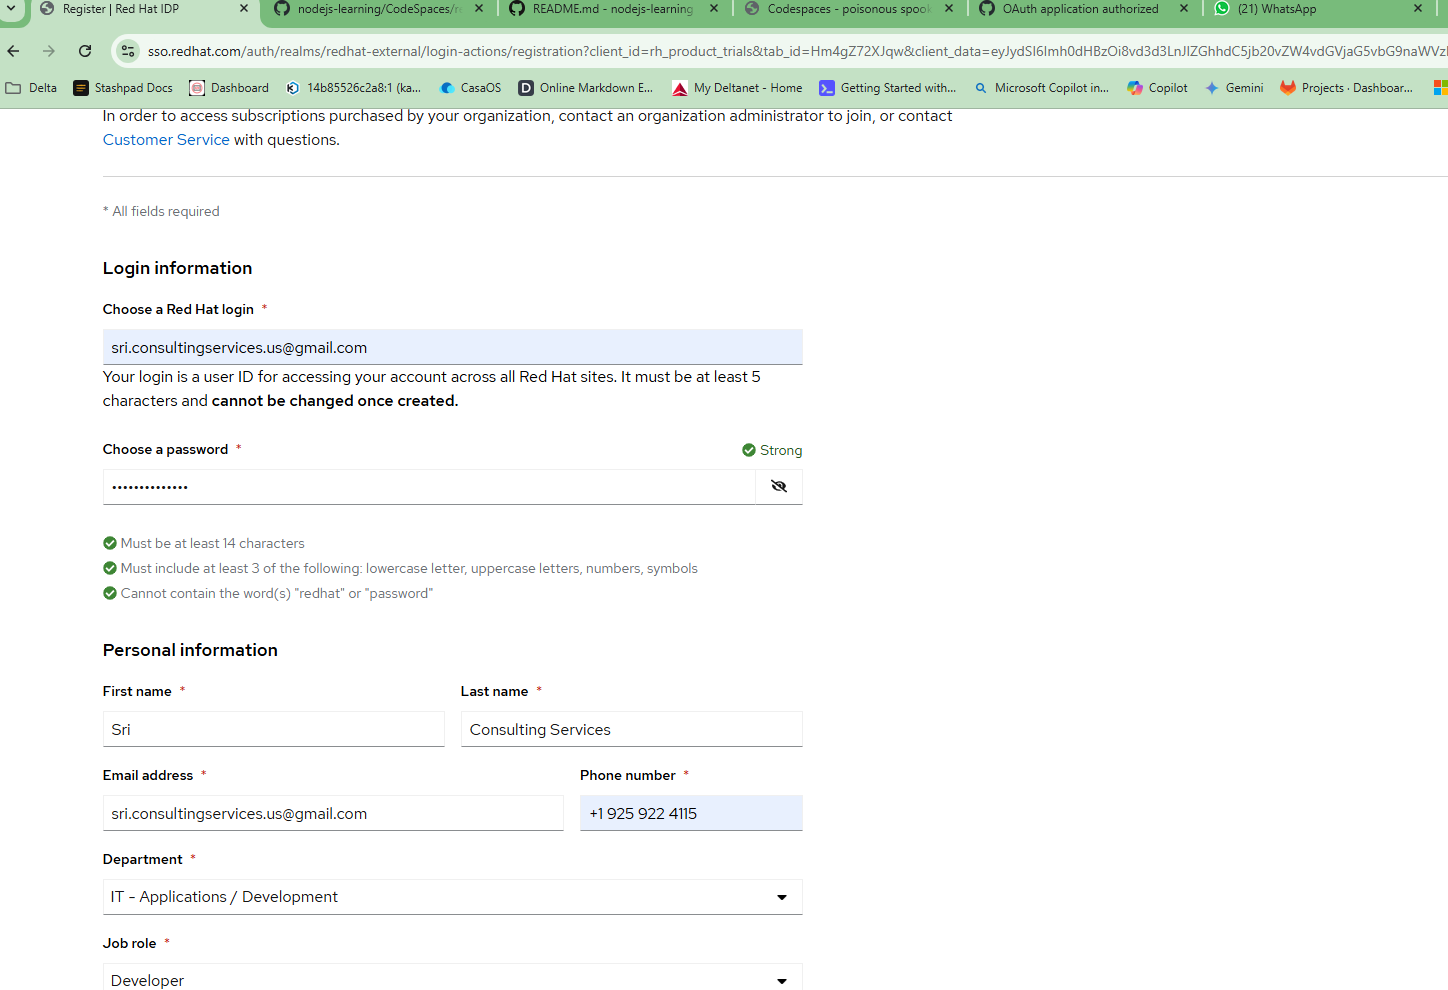 Register | Red Hat IDP
nodejs-learning/CodeSpaces/re
README.md - nodejs-learning
Codespaces - poisonous spook
OAuth application authorized
(21) WhatsApp
sso.redhat.com/auth/realms/redhat-external/login-actions/registration?client_id=rh_product_trials&tab_id=Hm4gZ72XJqw&client_data=
Delta
Stashpad Docs
Dashboard
14b85526c2a8:1 (ka...
CasaOS
Online Markdown E...
My Deltanet - Home
Getting Started with...
Microsoft Copilot in...
Copilot
Gemini
Projects · Dashboar...
In order to access subscriptions purchased by your organization, contact an organization administrator to join, or contact
Customer Service with questions.
* All fields required
Login information
Choose a Red Hat login *
sri.consultingservices.us@gmail.com
Your login is a user ID for accessing your account across all Red Hat sites. It must be at least 5
characters and cannot be changed once created.
Choose a password *
Strong
••••••••••••••
Must be at least 14 characters
Must include at least 3 of the following: lowercase letter, uppercase letters, numbers, symbols
Cannot contain the word(s) "redhat" or "password"
Personal information
First name *
Last name *
Sri
Consulting Services
Email address *
Phone number *
sri.consultingservices.us@gmail.com
+1 925 922 4115
Department *
IT - Applications / Development
Job role *
Developer